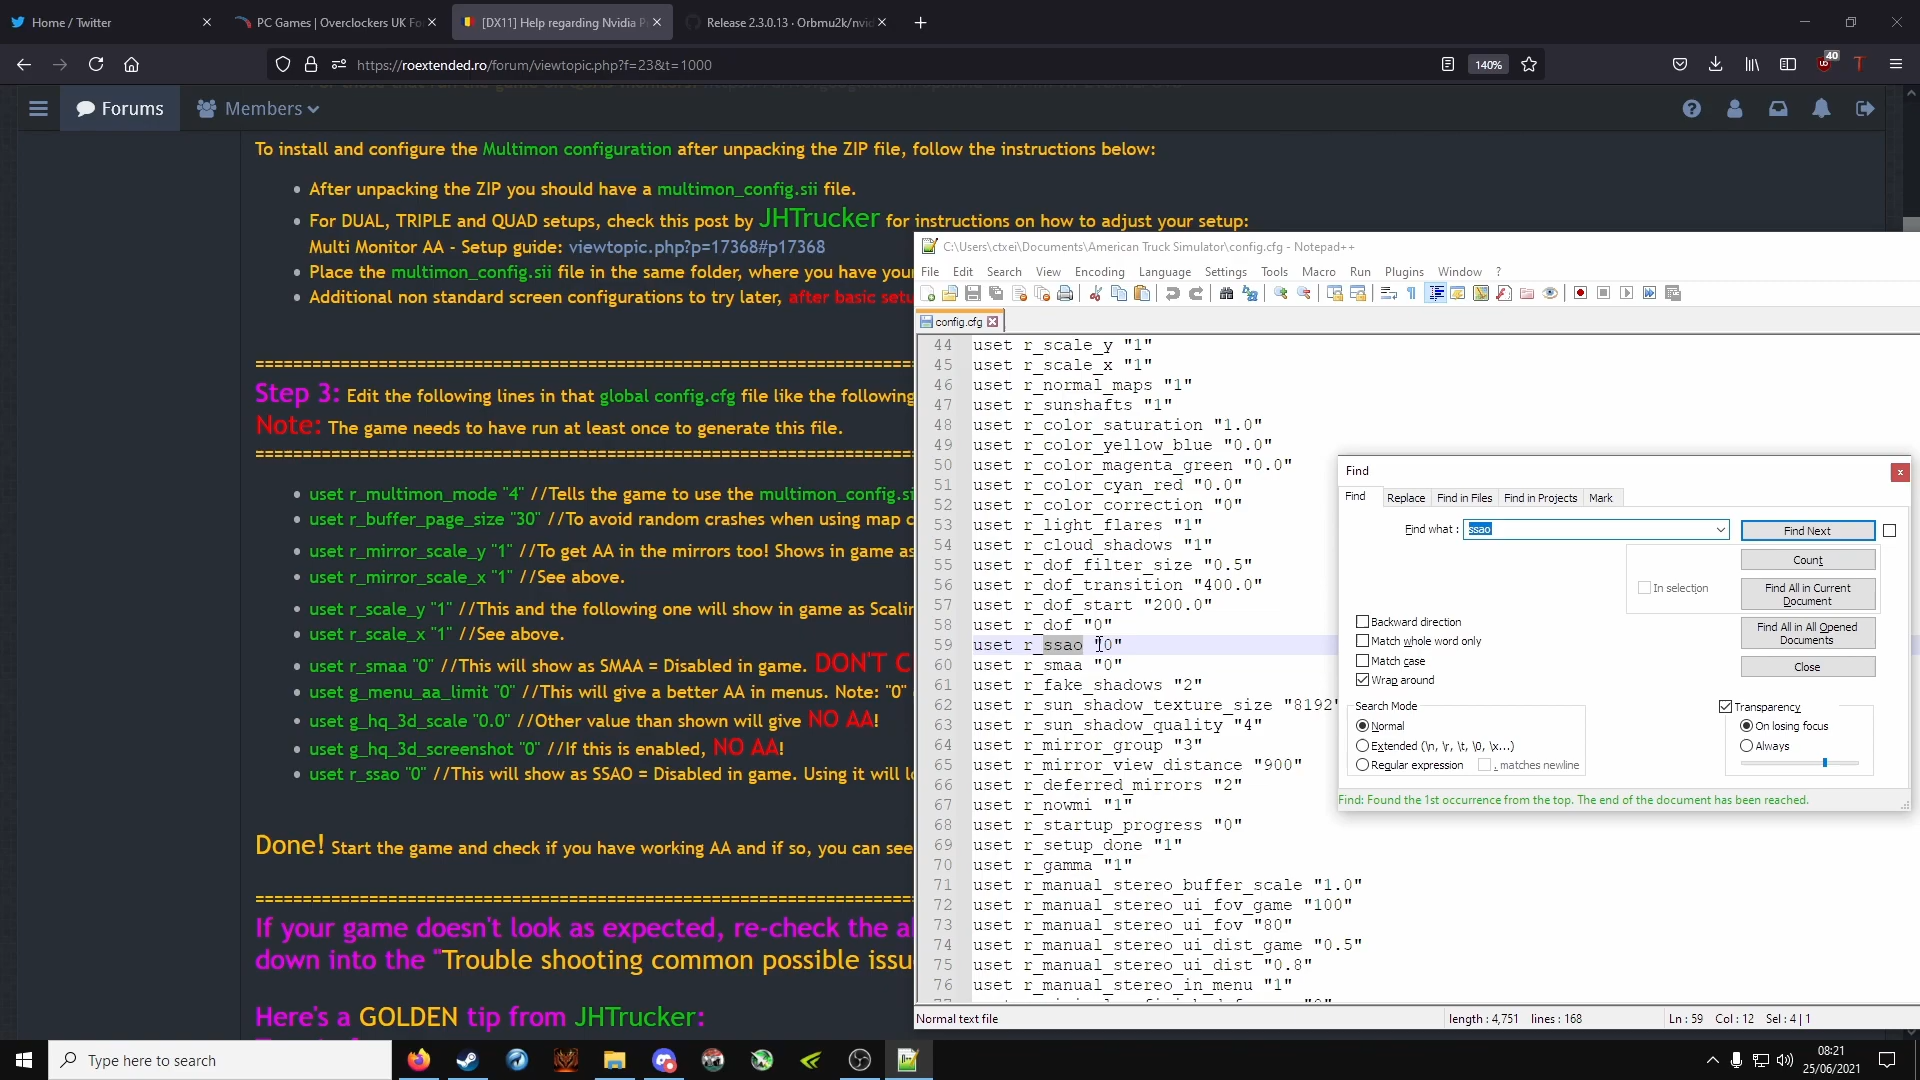 Home / Twitter
PC Games | Overclockers UK Fo
[DX11] Help regarding Nvidia P
Release 2.3.0.13 · Orbmu2k/nvid
https://roextended.ro/forum/viewtopic.php?f=23&t=1000
140%
40
Forums
Members
To install and configure the Multimon configuration after unpacking the ZIP file, follow the instructions below:
After unpacking the ZIP you should have a multimon_config.sii file.
For DUAL, TRIPLE and QUAD setups, check this post by JHTrucker for instructions on how to adjust your setup:
Multi Monitor AA - Setup guide: viewtopic.php?p=17368#p17368
Place the multimon_config.sii file in the same folder, where you have your
Additional non standard screen configurations to try later, after basic setu
Step 3: Edit the following lines in that global config.cfg file like the following
Note: The game needs to have run at least once to generate this file.
uset r_multimon_mode "4" //Tells the game to use the multimon_config.si
uset r_buffer_page_size "30" //To avoid random crashes when using map c
uset r_mirror_scale_y "1" //To get AA in the mirrors too! Shows in game as
uset r_mirror_scale_x "1" //See above.
uset r_scale_y "1" //This and the following one will show in game as Scalin
uset r_scale_x "1" //See above.
uset r_smaa "0" //This will show as SMAA = Disabled in game. DON'T C
uset g_menu_aa_limit "0" //This will give a better AA in menus. Note: "0"
uset g_hq_3d_scale "0.0" //Other value than shown will give NO AA!
uset g_hq_3d_screenshot "0" //If this is enabled, NO AA!
uset r_ssao "0" //This will show as SSAO = Disabled in game. Using it will l
Done! Start the game and check if you have working AA and if so, you can see
If your game doesn't look as expected, re-check the a
down into the "Trouble shooting common possible issu
Here's a GOLDEN tip from JHTrucker:
C:\Users\ctxei\Documents\American Truck Simulator\config.cfg - Notepad++
File Edit Search View Encoding Language Settings Tools Macro Run Plugins Window ?
config.cfg
44 uset r_scale_y "1"
45 uset r_scale_x "1"
46 uset r_normal_maps "1"
47 uset r_sunshafts "1"
48 uset r_color_saturation "1.0"
49 uset r_color_yellow_blue "0.0"
50 uset r_color_magenta_green "0.0"
51 uset r_color_cyan_red "0.0"
52 uset r_color_correction "0"
53 uset r_light_flares "1"
54 uset r_cloud_shadows "1"
55 uset r_dof_filter_size "0.5"
56 uset r_dof_transition "400.0"
57 uset r_dof_start "200.0"
58 uset r_dof "0"
59 uset r_ssao "0"
60 uset r_smaa "0"
61 uset r_fake_shadows "2"
62 uset r_sun_shadow_texture_size "8192"
63 uset r_sun_shadow_quality "4"
64 uset r_mirror_group "3"
65 uset r_mirror_view_distance "900"
66 uset r_deferred_mirrors "2"
67 uset r_nowmi "1"
68 uset r_startup_progress "0"
69 uset r_setup_done "1"
70 uset r_gamma "1"
71 uset r_manual_stereo_buffer_scale "1.0"
72 uset r_manual_stereo_ui_fov_game "100"
73 uset r_manual_stereo_ui_fov "80"
74 uset r_manual_stereo_ui_dist_game "0.5"
75 uset r_manual_stereo_ui_dist "0.8"
76 uset r_manual_stereo_in_menu "1"
Normal text file
length : 4,751 lines : 168
Ln : 59 Col : 12 Sel : 4 | 1
Find
Find Replace Find in Files Find in Projects Mark
Find what : ssao
Find Next
Count
In selection
Find All in Current Document
Find All in All Opened Documents
Close
Backward direction
Match whole word only
Match case
Wrap around
Search Mode
Normal
Extended (\n, \r, \t, \0, \x...)
Regular expression
. matches newline
Transparency
On losing focus
Always
Find: Found the 1st occurrence from the top. The end of the document has been reached.
Type here to search
08:21
25/06/2021